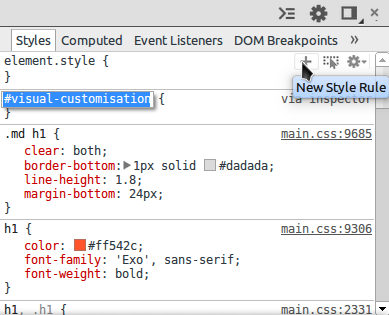 Styles Computed Event Listeners DOM Breakpoints »
element.style {
}
New Style Rule
#visual-customisation { via inspector
}
.md h1 { main.css:9685
clear: both;
border-bottom:▶1px solid #dadada;
line-height: 1.8;
margin-bottom: 24px;
}
h1 { main.css:9306
color: #ff542c;
font-family: 'Exo', sans-serif;
font-weight: bold;
}
h1, .h1 { main.css:2331